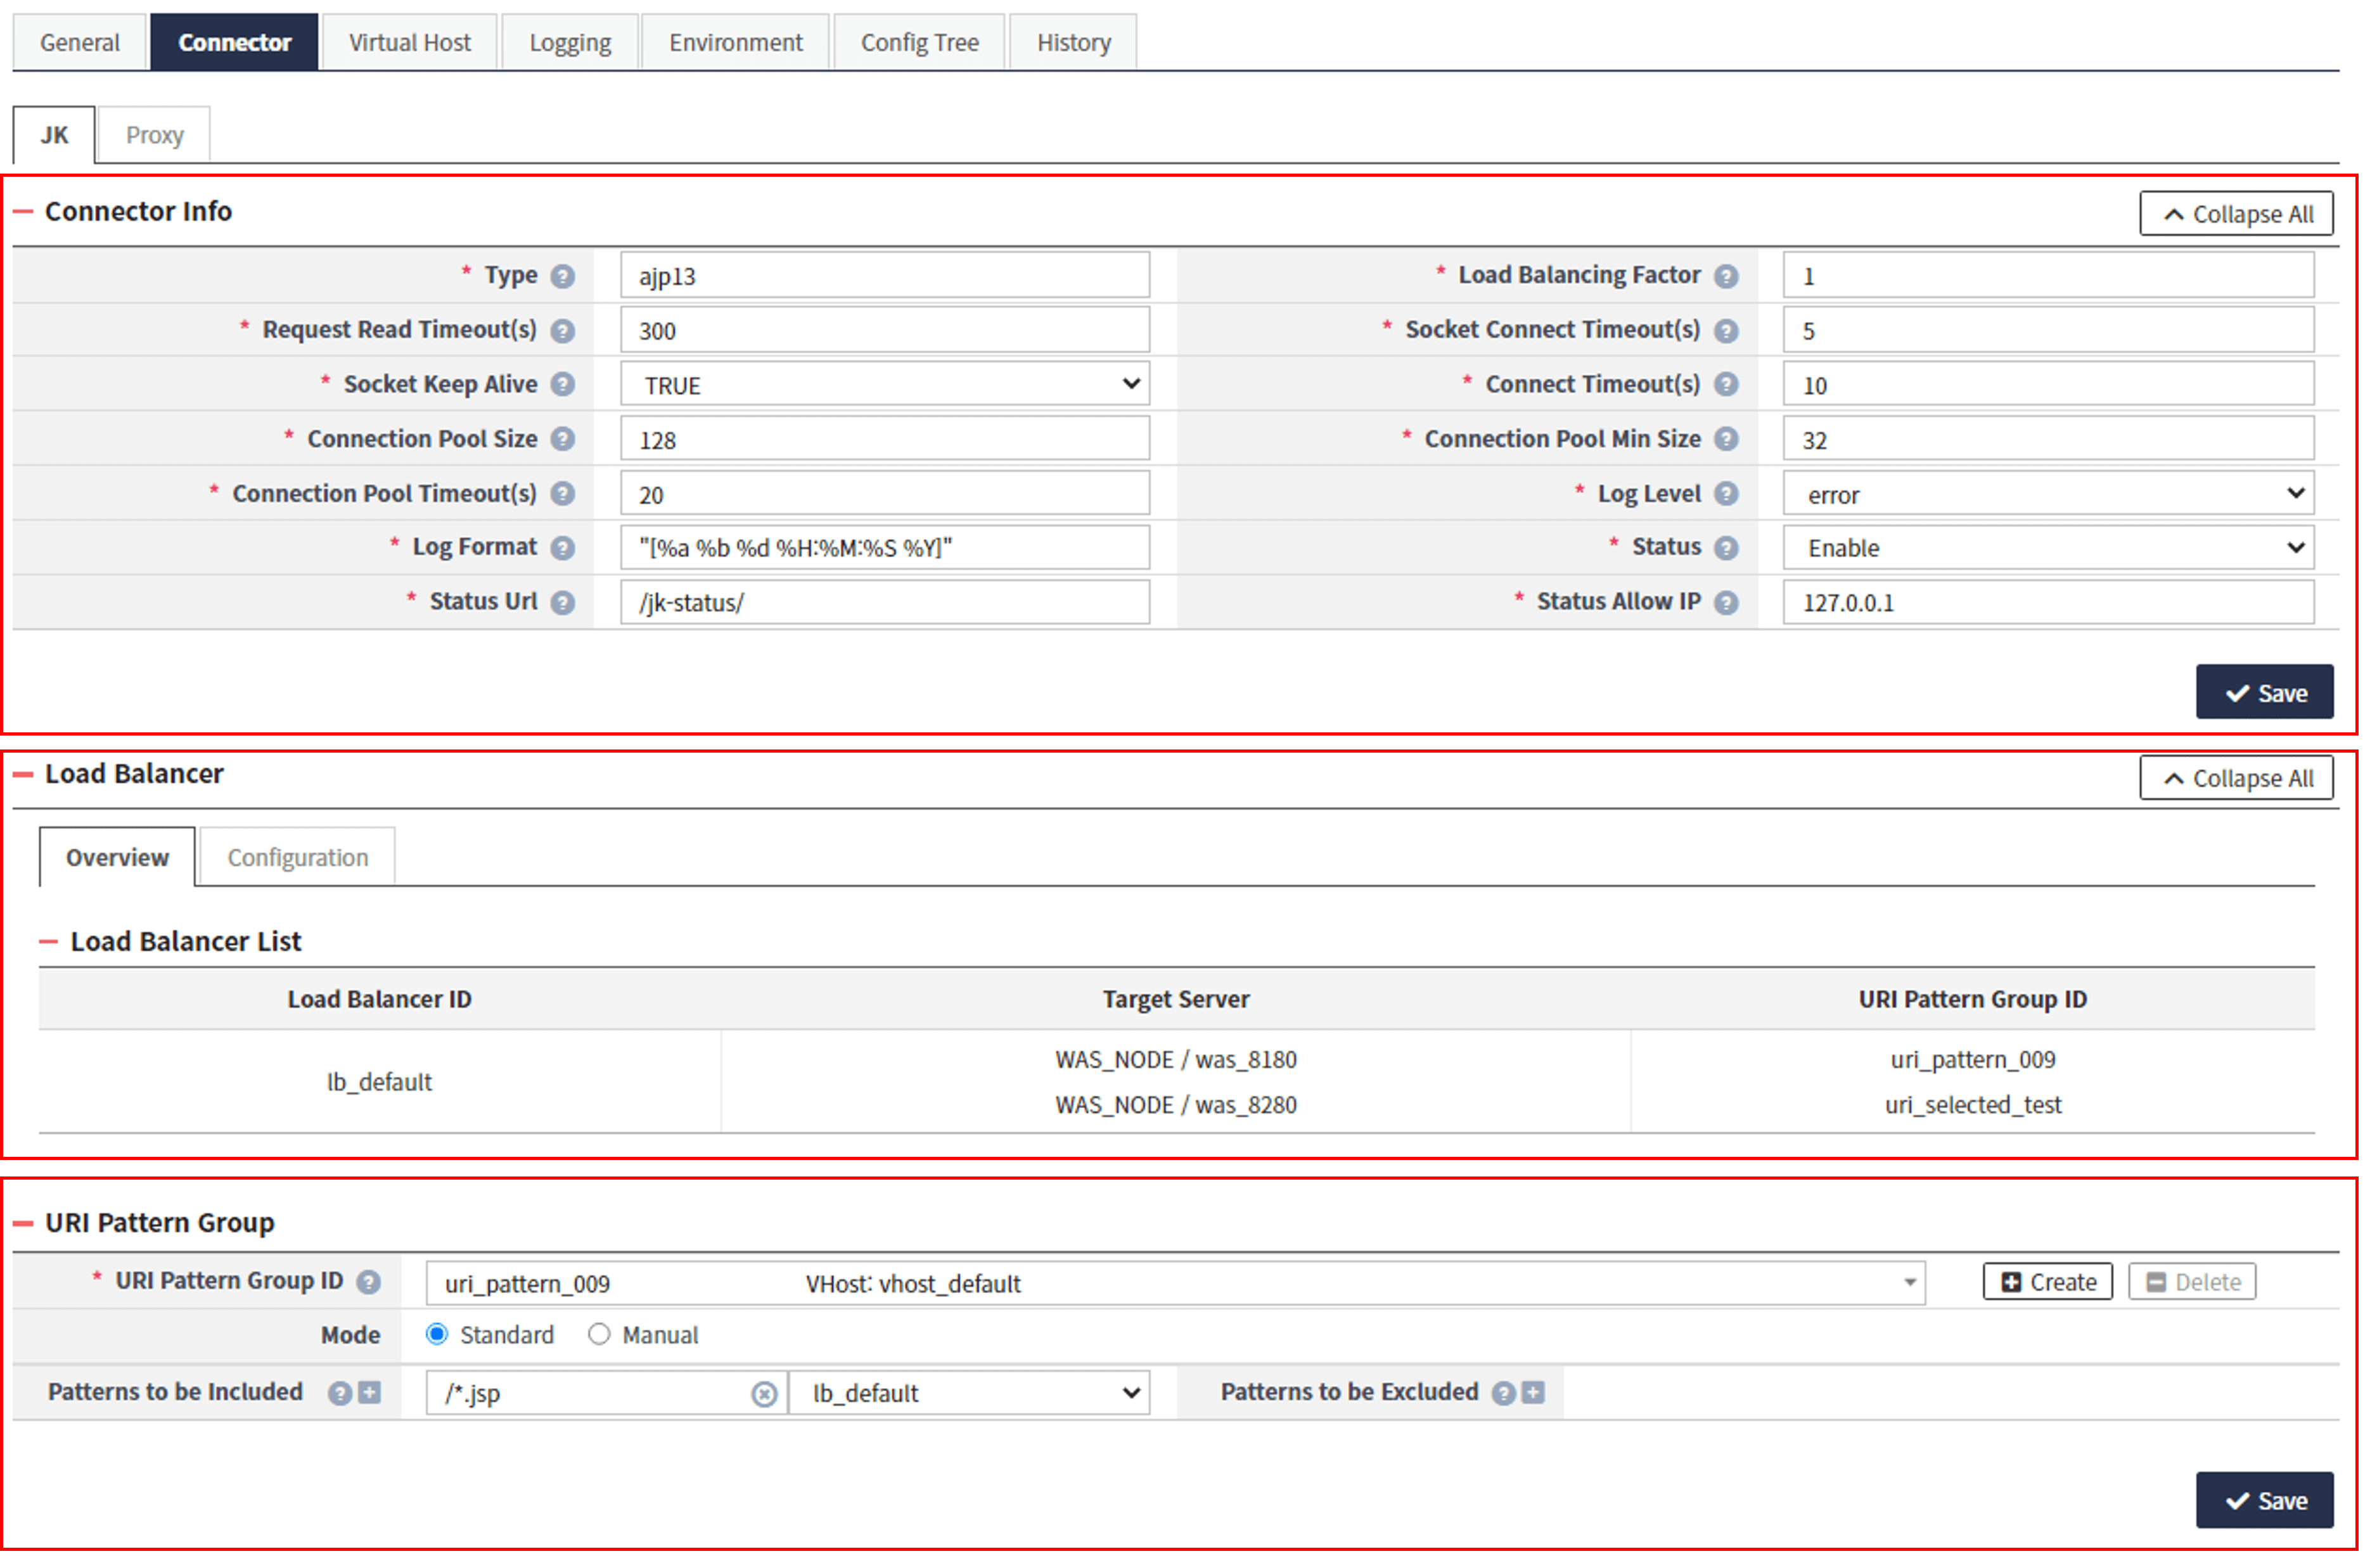 General Connector Virtual Host Logging Environment Config Tree History
JK Proxy
Connector Info Collapse All
* Type ajp13 * Load Balancing Factor 1
* Request Read Timeout(s) 300 * Socket Connect Timeout(s) 5
* Socket Keep Alive TRUE * Connect Timeout(s) 10
* Connection Pool Size 128 * Connection Pool Min Size 32
* Connection Pool Timeout(s) 20 * Log Level error
* Log Format "[%a %b %d %H:%M:%S %Y]" * Status Enable
* Status Url /jk-status/ * Status Allow IP 127.0.0.1
Save
Load Balancer Collapse All
Overview Configuration
Load Balancer List
Load Balancer ID Target Server URI Pattern Group ID
lb_default WAS_NODE / was_8180 uri_pattern_009
WAS_NODE / was_8280 uri_selected_test
URI Pattern Group
* URI Pattern Group ID uri_pattern_009 VHost: vhost_default Create Delete
Mode Standard Manual
Patterns to be Included /*.jsp lb_default Patterns to be Excluded
Save